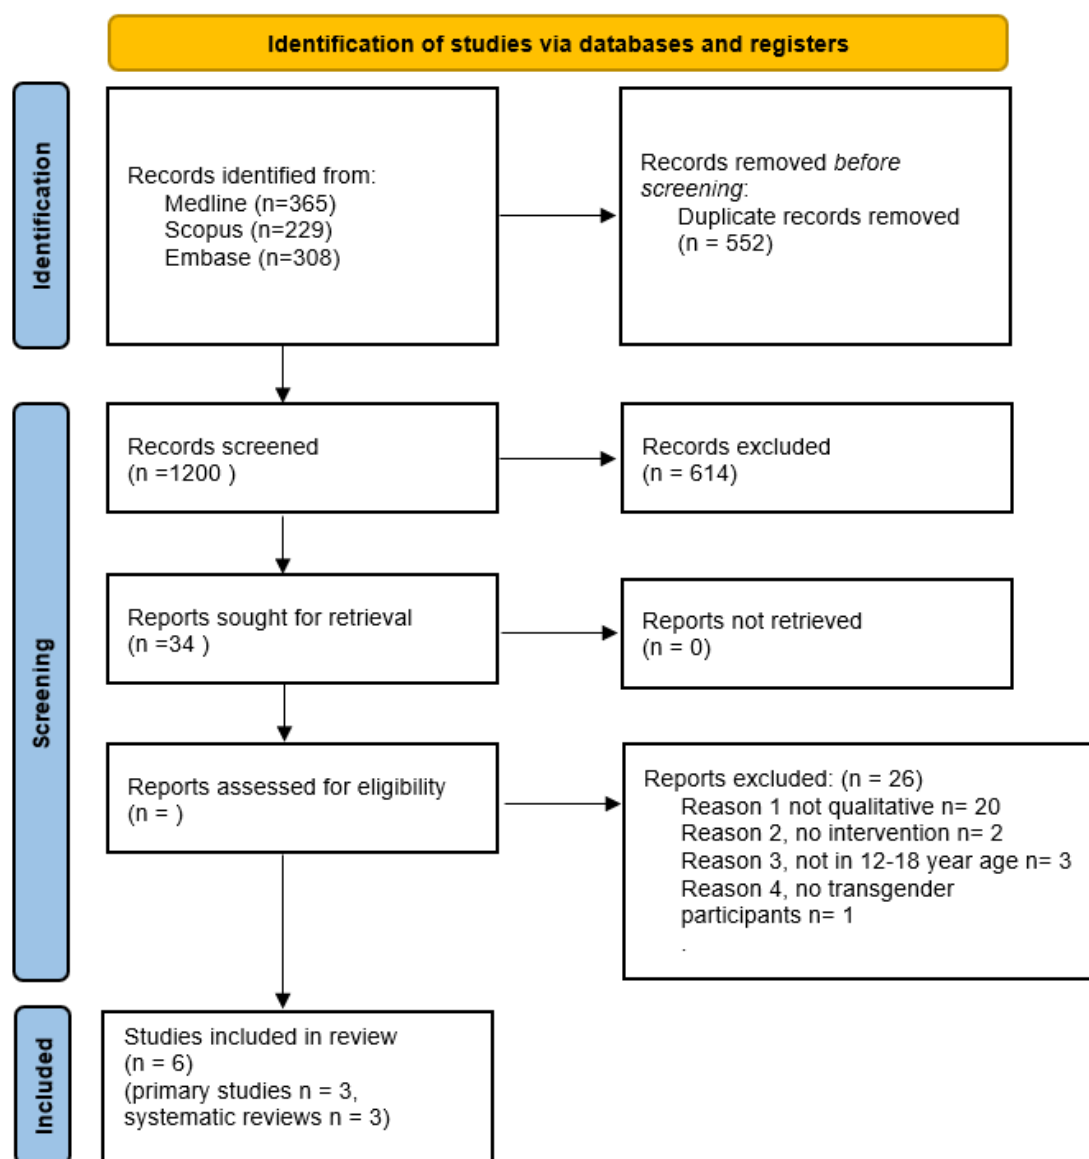 Identification of studies via databases and registers
Identification
Records identified from:
Medline (n=365)
Scopus (n=229)
Embase (n=308)
Records removed before
screening:
Duplicate records removed
(n = 552)
Screening
Records screened
(n =1200 )
Records excluded
(n = 614)
Reports sought for retrieval
(n =34 )
Reports not retrieved
(n = 0)
Reports assessed for eligibility
(n = )
Reports excluded: (n = 26)
Reason 1 not qualitative n= 20
Reason 2, no intervention n= 2
Reason 3, not in 12-18 year age n= 3
Reason 4, no transgender
participants n= 1
.
Included
Studies included in review
(n = 6)
(primary studies n = 3,
systematic reviews n = 3)